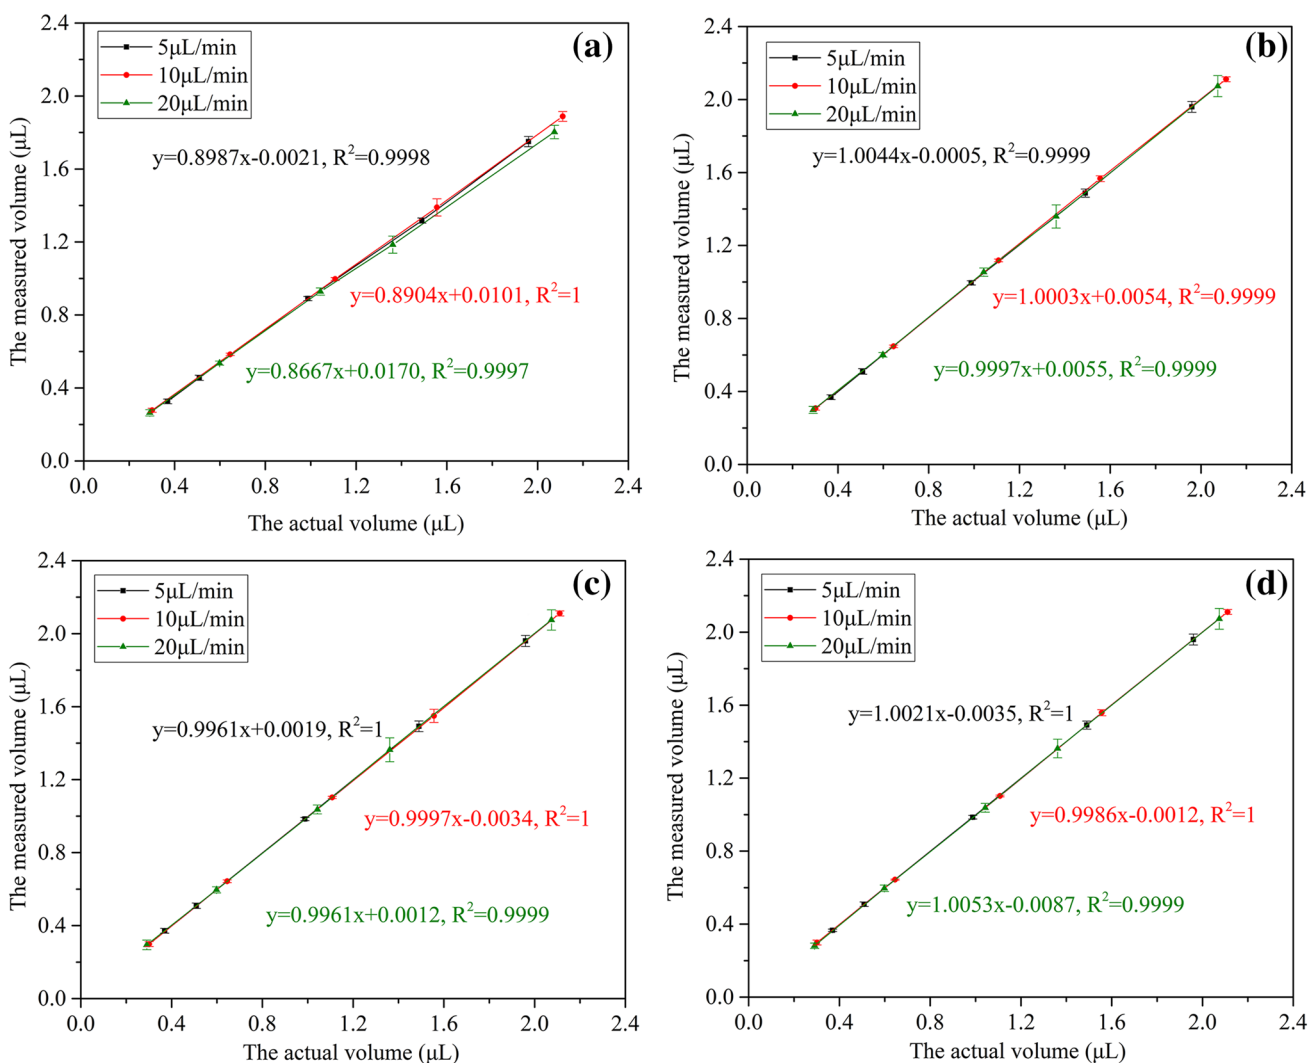 (a)
5μL/min
10μL/min
20μL/min
y=0.8987x-0.0021, R²=0.9998
y=0.8904x+0.0101, R²=1
y=0.8667x+0.0170, R²=0.9997
The measured volume (μL)
2.4
2.0
1.6
1.2
0.8
0.4
0.0
0.0 0.4 0.8 1.2 1.6 2.0 2.4
The actual volume (μL)
(b)
5μL/min
10μL/min
20μL/min
y=1.0044x-0.0005, R²=0.9999
y=1.0003x+0.0054, R²=0.9999
y=0.9997x+0.0055, R²=0.9999
The measured volume (μL)
2.4
2.0
1.6
1.2
0.8
0.4
0.0
0.0 0.4 0.8 1.2 1.6 2.0 2.4
The actual volume (μL)
(c)
5μL/min
10μL/min
20μL/min
y=0.9961x+0.0019, R²=1
y=0.9997x-0.0034, R²=1
y=0.9961x+0.0012, R²=0.9999
The measured volume (μL)
2.4
2.0
1.6
1.2
0.8
0.4
0.0
0.0 0.4 0.8 1.2 1.6 2.0 2.4
The actual volume (μL)
(d)
5μL/min
10μL/min
20μL/min
y=1.0021x-0.0035, R²=1
y=0.9986x-0.0012, R²=1
y=1.0053x-0.0087, R²=0.9999
The measured volume (μL)
2.4
2.0
1.6
1.2
0.8
0.4
0.0
0.0 0.4 0.8 1.2 1.6 2.0 2.4
The actual volume (μL)